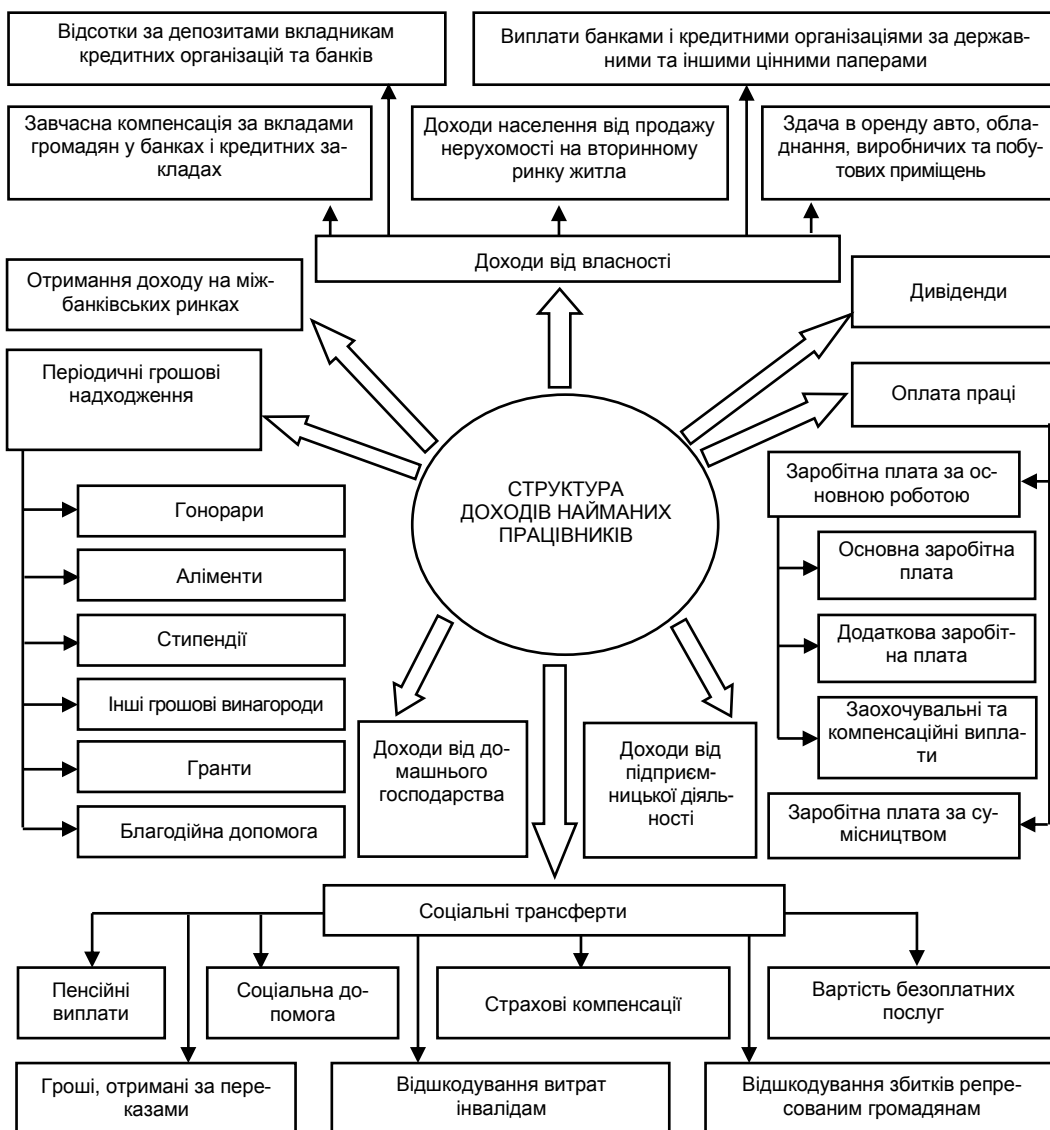 Відсотки за депозитами вкладникам
кредитних організацій та банків
Виплати банками і кредитними організаціями за держав-
ними та іншими цінними паперами
Завчасна компенсація за вкладами
громадян у банках і кредитних за-
кладах
Доходи населення від продажу
нерухомості на вторинному
ринку житла
Здача в оренду авто, обла-
днання, виробничих та побу-
тових приміщень
Доходи від власності
Отримання доходу на між-
банківських ринках
Дивіденди
Періодичні грошові
надходження
Оплата праці
СТРУКТУРА
ДОХОДІВ НАЙМАНИХ
ПРАЦІВНИКІВ
Гонорари
Аліменти
Стипендії
Інші грошові винагороди
Гранти
Благодійна допомога
Заробітна плата за ос-
новною роботою
Основна заробітна
плата
Додаткова заробіт-
на плата
Заохочувальні та
компенсаційні випла-
ти
Заробітна плата за су-
місництвом
Доходи від до-
машнього
господарства
Доходи від
підприєм-
ницької діяль-
ності
Соціальні трансферти
Пенсійні
виплати
Соціальна до-
помога
Страхові компенсації
Вартість безоплатних
послуг
Гроші, отримані за пере-
казами
Відшкодування витрат
інвалідам
Відшкодування збитків репре-
сованим громадянам